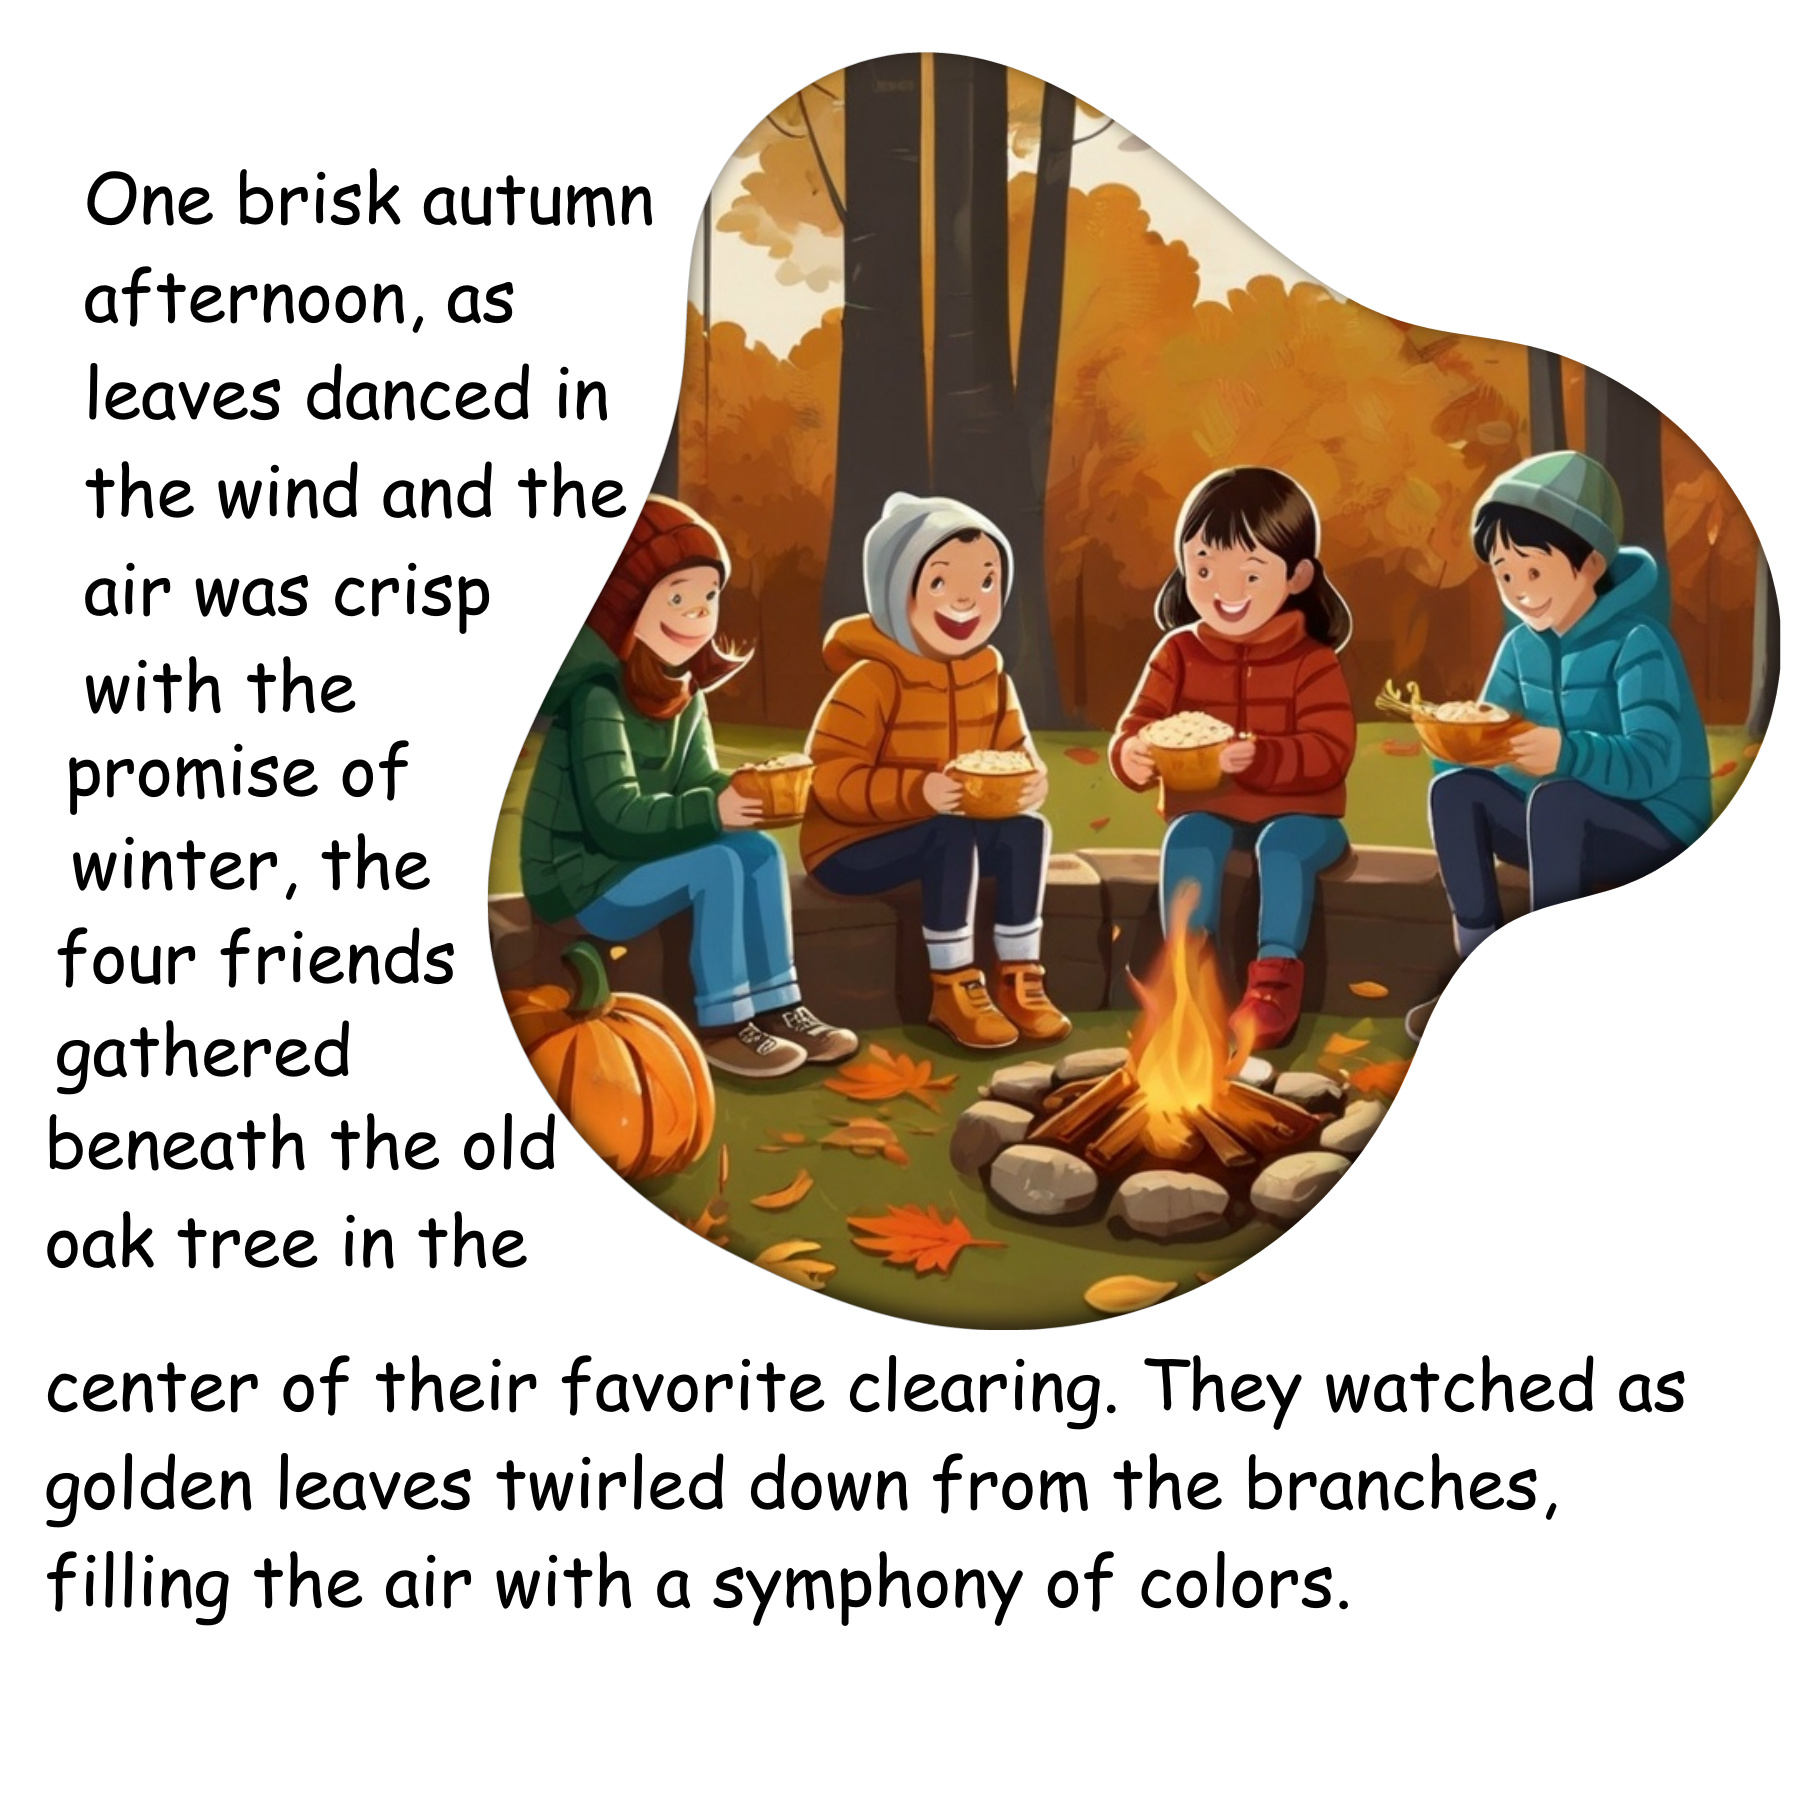 One brisk autumn
afternoon, as
leaves danced in
the wind and the
air was crisp
with the
promise of
winter, the
four friends
gathered
beneath the old
oak tree in the
center of their favorite clearing. They watched as
golden leaves twirled down from the branches,
filling the air with a symphony of colors.